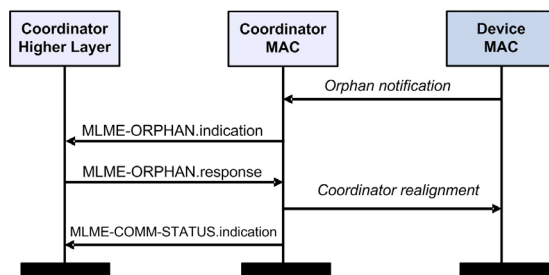 Coordinator
Higher Layer
Coordinator
MAC
Device
MAC
Orphan notification
MLME-ORPHAN.indication
MLME-ORPHAN.response
Coordinator realignment
MLME-COMM-STATUS.indication